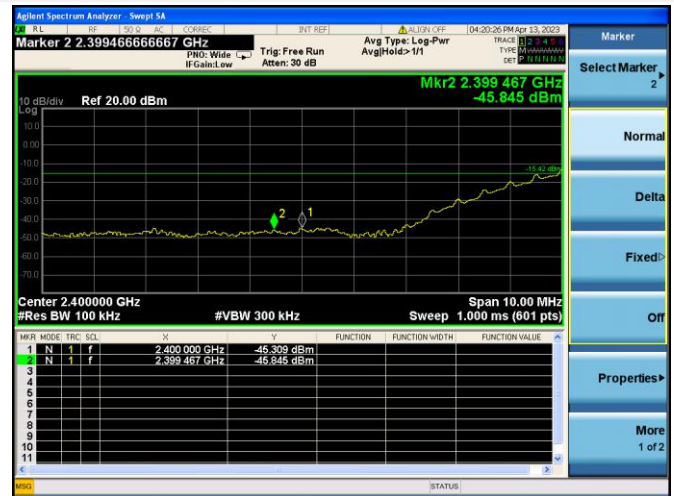 Agilent Spectrum Analyzer - Swept SA
RL RF 50 Ω AC CORREC INT REF ALIGN OFF 04:20:26 PM Apr 13, 2023
Marker 2 2.399466666667 GHz
PNO: Wide Trig: Free Run Avg Type: Log-Pwr TRACE 1 2 3 4 5 6
IFGain:Low Atten: 30 dB Avg|Hold>1/1 TYPE
DET P N N N N N
Marker
Select Marker
2
Normal
Delta
Fixed
Off
Properties
More
1 of 2
Mkr2 2.399 467 GHz
10 dB/div Ref 20.00 dBm -45.845 dBm
Log
10.0
0.00
-10.0
-15.42 dBm
-20.0
-30.0
-40.0
2 1
-50.0
-60.0
-70.0
Center 2.400000 GHz Span 10.00 MHz
#Res BW 100 kHz #VBW 300 kHz Sweep 1.000 ms (601 pts)
MKR MODE TRC SCL X Y FUNCTION FUNCTION WIDTH FUNCTION VALUE
1 N 1 f 2.400 000 GHz -45.309 dBm
2 N 1 f 2.399 467 GHz -45.845 dBm
3
4
5
6
7
8
9
10
11
MSG STATUS